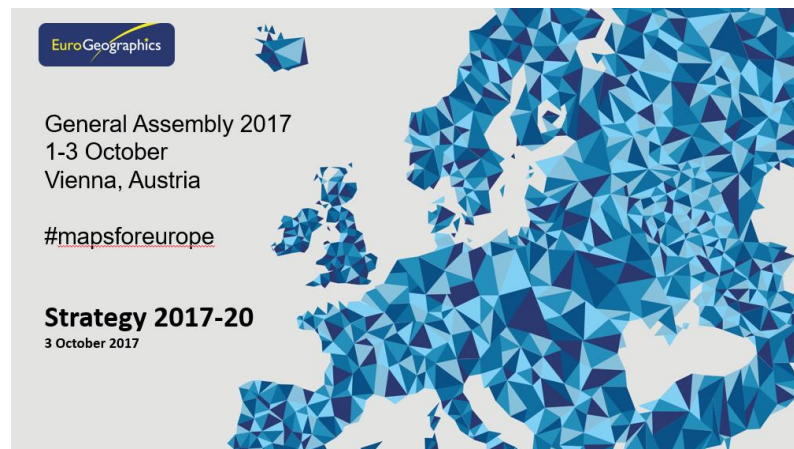 EuroGeographics
General Assembly 2017
1-3 October
Vienna, Austria
#mapsforeurope
Strategy 2017-20
3 October 2017